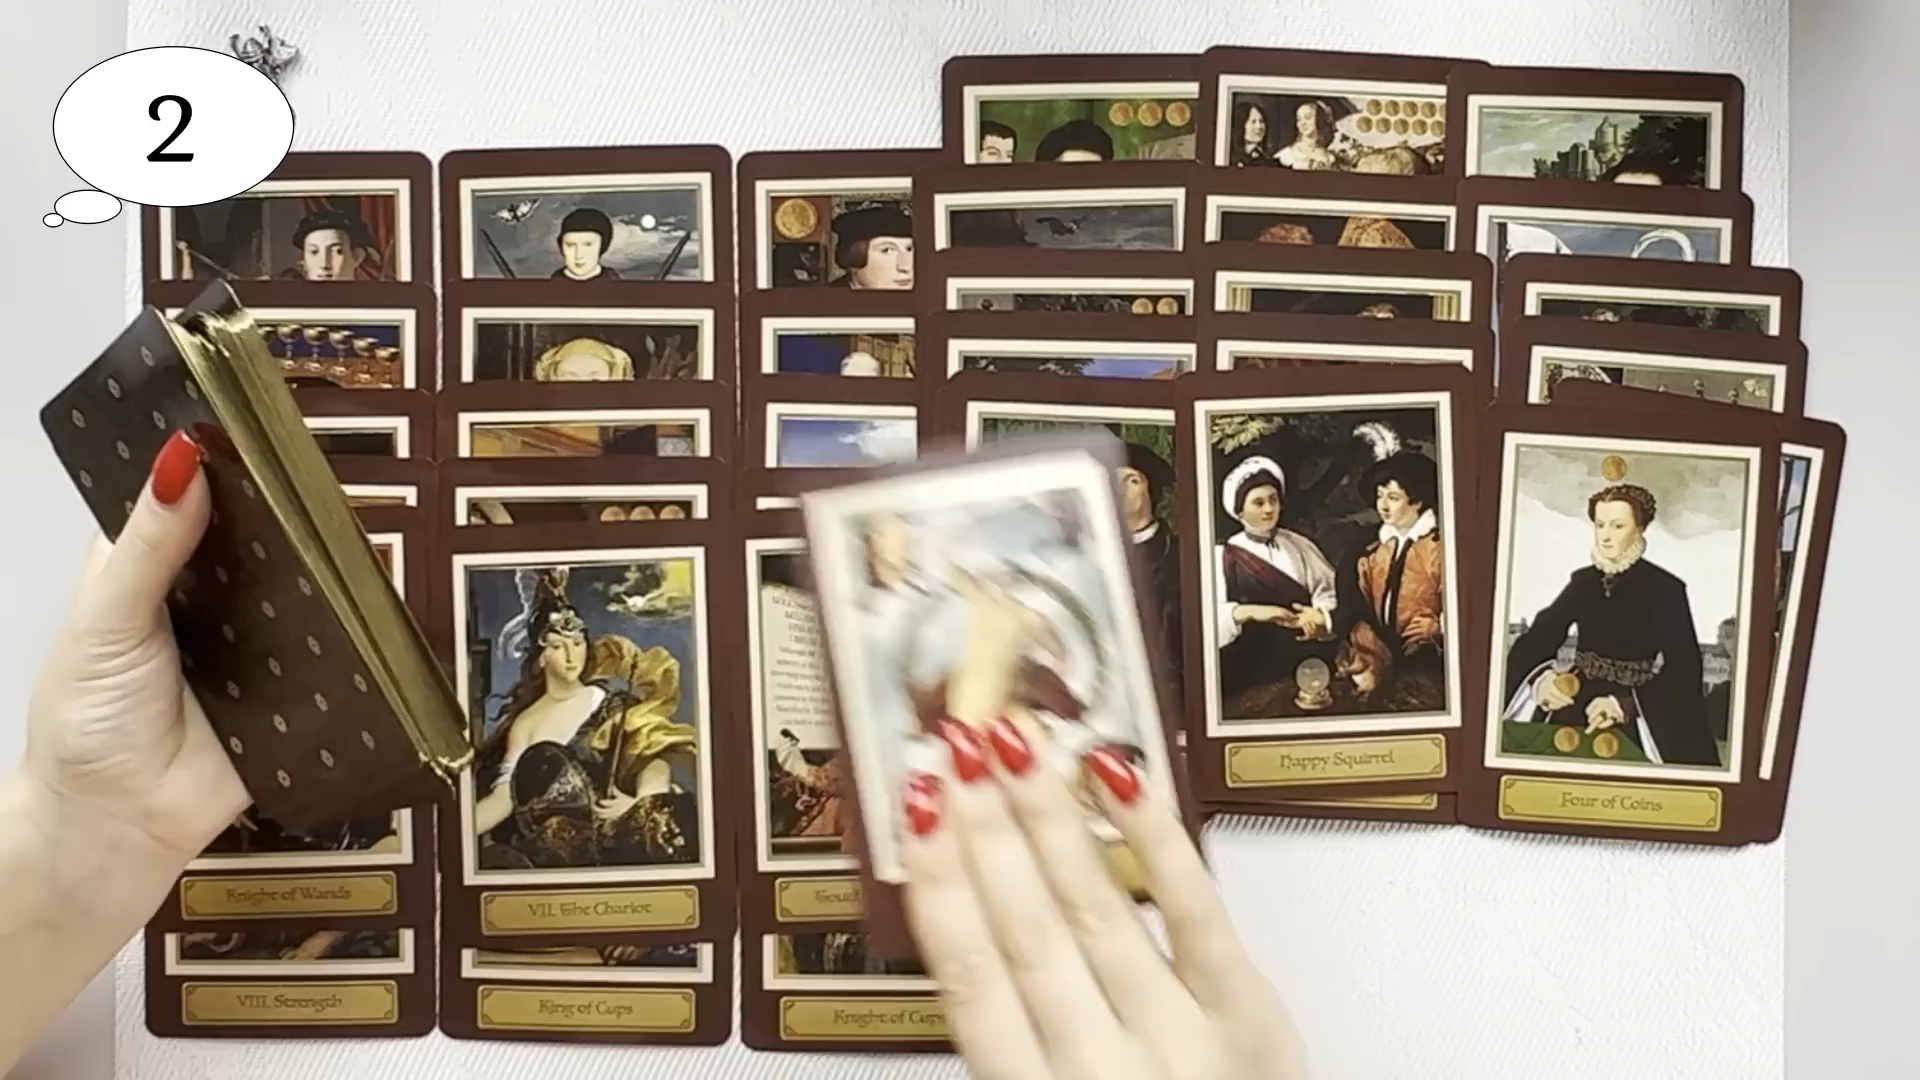 2
Happy Squirrel
Four of Coins
Knight of Wands
VII. The Chariot
VIII. Strength
King of Cups
Knight of Cups